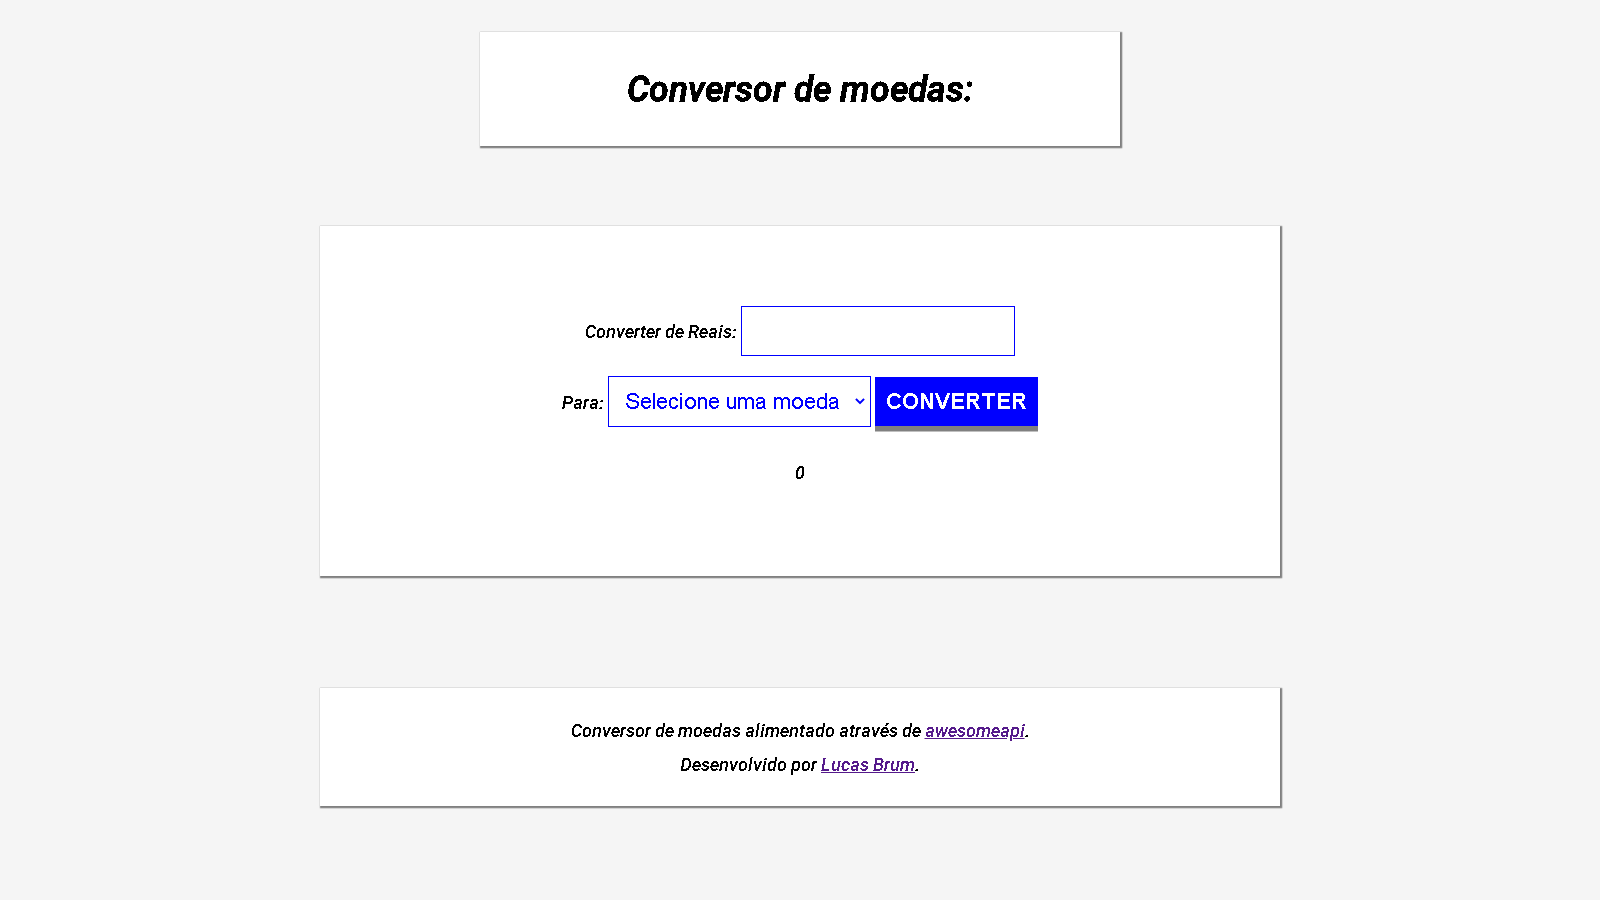 Conversor de moedas:
Converter de Reais:
Para: Selecione uma moeda CONVERTER
0
Conversor de moedas alimentado através de awesomeapi.
Desenvolvido por Lucas Brum.